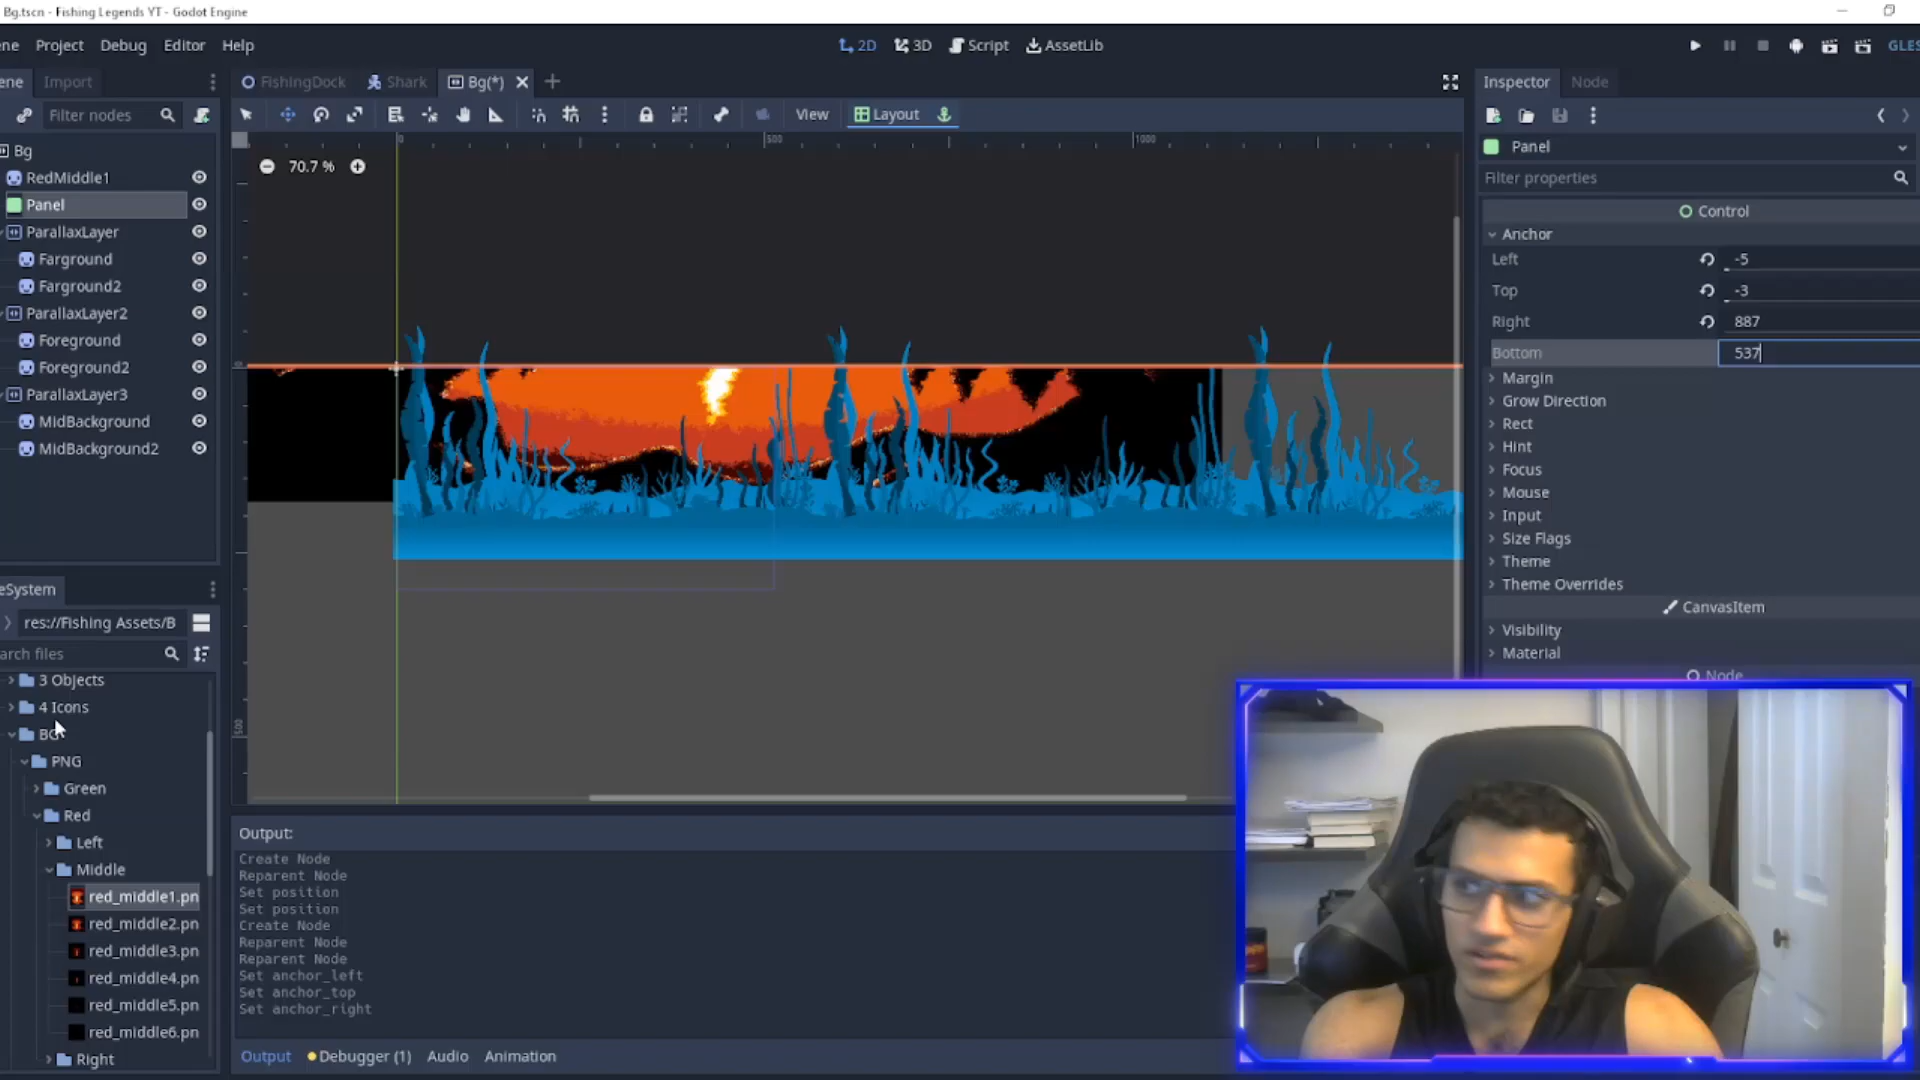 Bg.tscn - Fishing Legends YT - Godot Engine
ne Project Debug Editor Help
2D 3D Script AssetLib
GLES
ene Import
FishingDock Shark Bg(*)
Inspector Node
Filter nodes
View Layout
Bg
Panel
0 500 1000
70.7 %
Filter properties
RedMiddle1
Panel
ParallaxLayer
Farground
Farground2
ParallaxLayer2
Foreground
Foreground2
ParallaxLayer3
MidBackground
MidBackground2
Control
Anchor
Left -5
Top -3
Right 887
Bottom 537
Margin
Grow Direction
Rect
Hint
Focus
Mouse
Input
Size Flags
Theme
Theme Overrides
CanvasItem
Visibility
Material
Node
0
500
eSystem
res://Fishing Assets/B
arch files
3 Objects
4 Icons
BG
PNG
Green
Red
Left
Middle
red_middle1.pn
red_middle2.pn
red_middle3.pn
red_middle4.pn
red_middle5.pn
red_middle6.pn
Right
Output:
Create Node
Reparent Node
Set position
Set position
Create Node
Reparent Node
Reparent Node
Set anchor_left
Set anchor_top
Set anchor_right
Output Debugger (1) Audio Animation